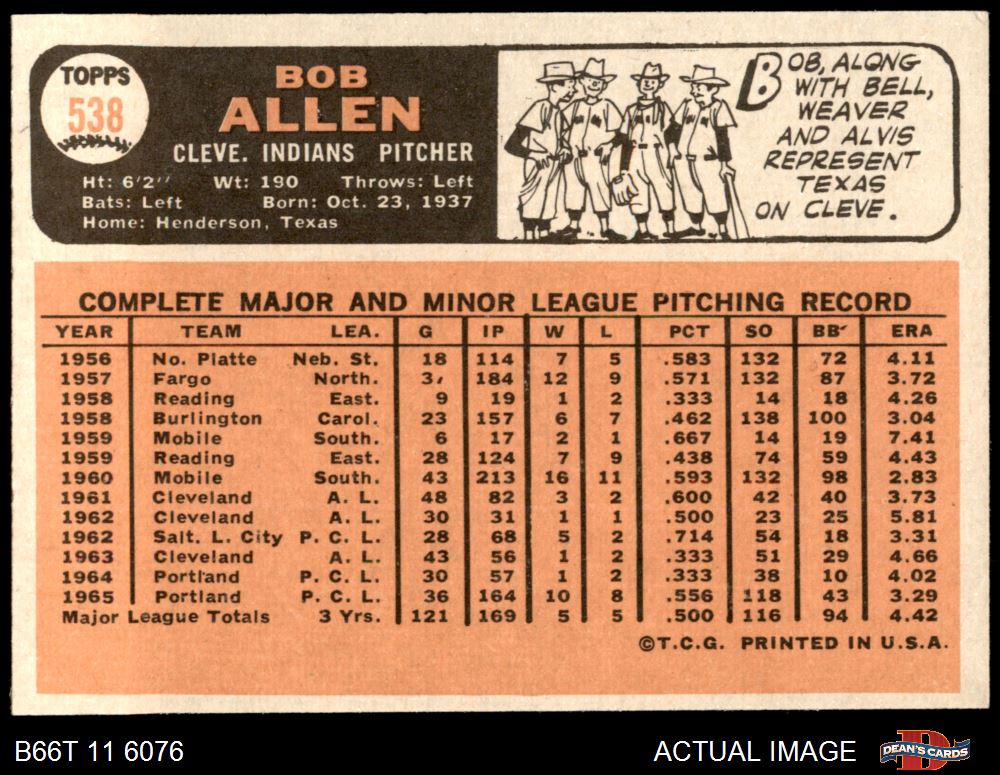 TOPPS
538
BOB
ALLEN
CLEVE. INDIANS PITCHER
Ht: 6'2" Wt: 190 Throws: Left
Bats: Left Born: Oct. 23, 1937
Home: Henderson, Texas
BOB, ALONG
WITH BELL,
WEAVER
AND ALVIS
REPRESENT
TEXAS
ON CLEVE.
COMPLETE MAJOR AND MINOR LEAGUE PITCHING RECORD
YEAR TEAM LEA. G IP W L PCT SO BB ERA
1956 No. Platte Neb. St. 18 114 7 5 .583 132 72 4.11
1957 Fargo North. 184 12 9 .571 132 87 3.72
1958 Reading East. 9 19 1 2 .333 14 18 4.26
1958 Burlington Carol. 23 157 6 7 .462 138 100 3.04
1959 Mobile South. 6 17 2 1 .667 14 19 7.41
1959 Reading East. 28 124 7 9 .438 74 59 4.43
1960 Mobile South. 43 213 16 11 .593 132 98 2.83
1961 Cleveland A. L. 48 82 3 2 .600 42 40 3.73
1962 Cleveland A. L. 30 31 1 1 .500 23 25 5.81
1962 Salt. L. City P. C. L. 28 68 5 2 .714 54 18 3.31
1963 Cleveland A. L. 43 56 1 2 .333 51 29 4.66
1964 Portland P. C. L. 30 57 1 2 .333 38 10 4.02
1965 Portland P. C. L. 36 164 10 8 .556 118 43 3.29
Major League Totals 3 Yrs. 121 169 5 5 .500 116 94 4.42
©T.C.G. PRINTED IN U.S.A.
B66T 11 6076
ACTUAL IMAGE
DEAN'S CARDS